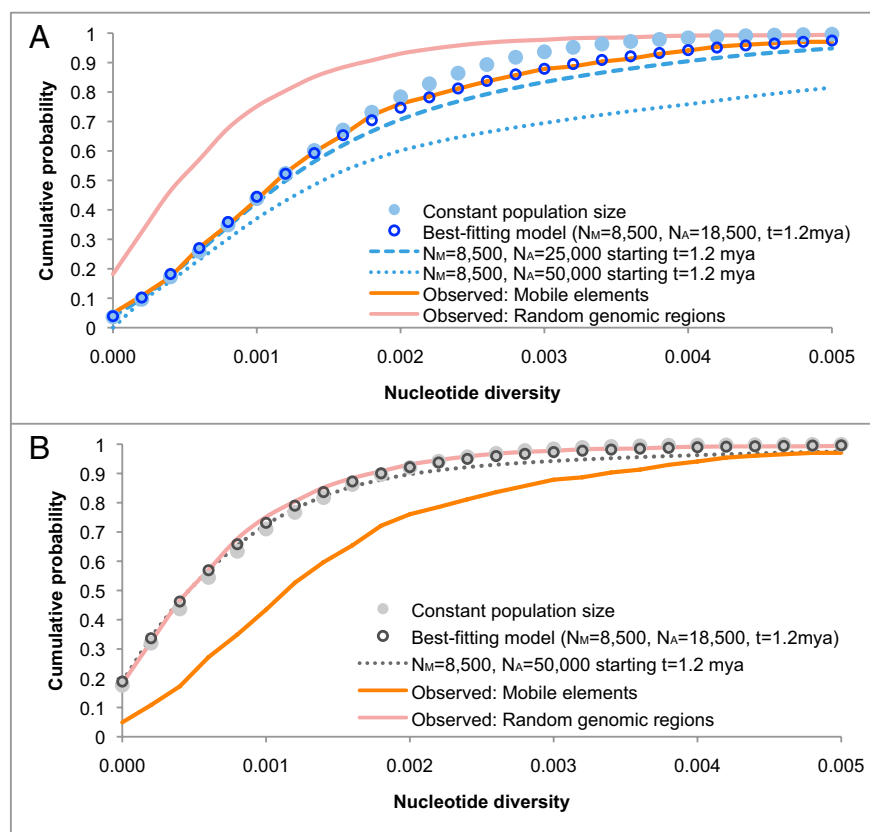 A
1
0.9
0.8
0.7
0.6
0.5
0.4
0.3
0.2
0.1
0
Cumulative probability
Constant population size
Best-fitting model (NM=8,500, NA=18,500, t=1.2mya)
NM=8,500, NA=25,000 starting t=1.2 mya
NM=8,500, NA=50,000 starting t=1.2 mya
Observed: Mobile elements
Observed: Random genomic regions
0.000 0.001 0.002 0.003 0.004 0.005
Nucleotide diversity
B
1
0.9
0.8
0.7
0.6
0.5
0.4
0.3
0.2
0.1
0
Cumulative probability
Constant population size
Best-fitting model (NM=8,500, NA=18,500, t=1.2mya)
NM=8,500, NA=50,000 starting t=1.2 mya
Observed: Mobile elements
Observed: Random genomic regions
0.000 0.001 0.002 0.003 0.004 0.005
Nucleotide diversity